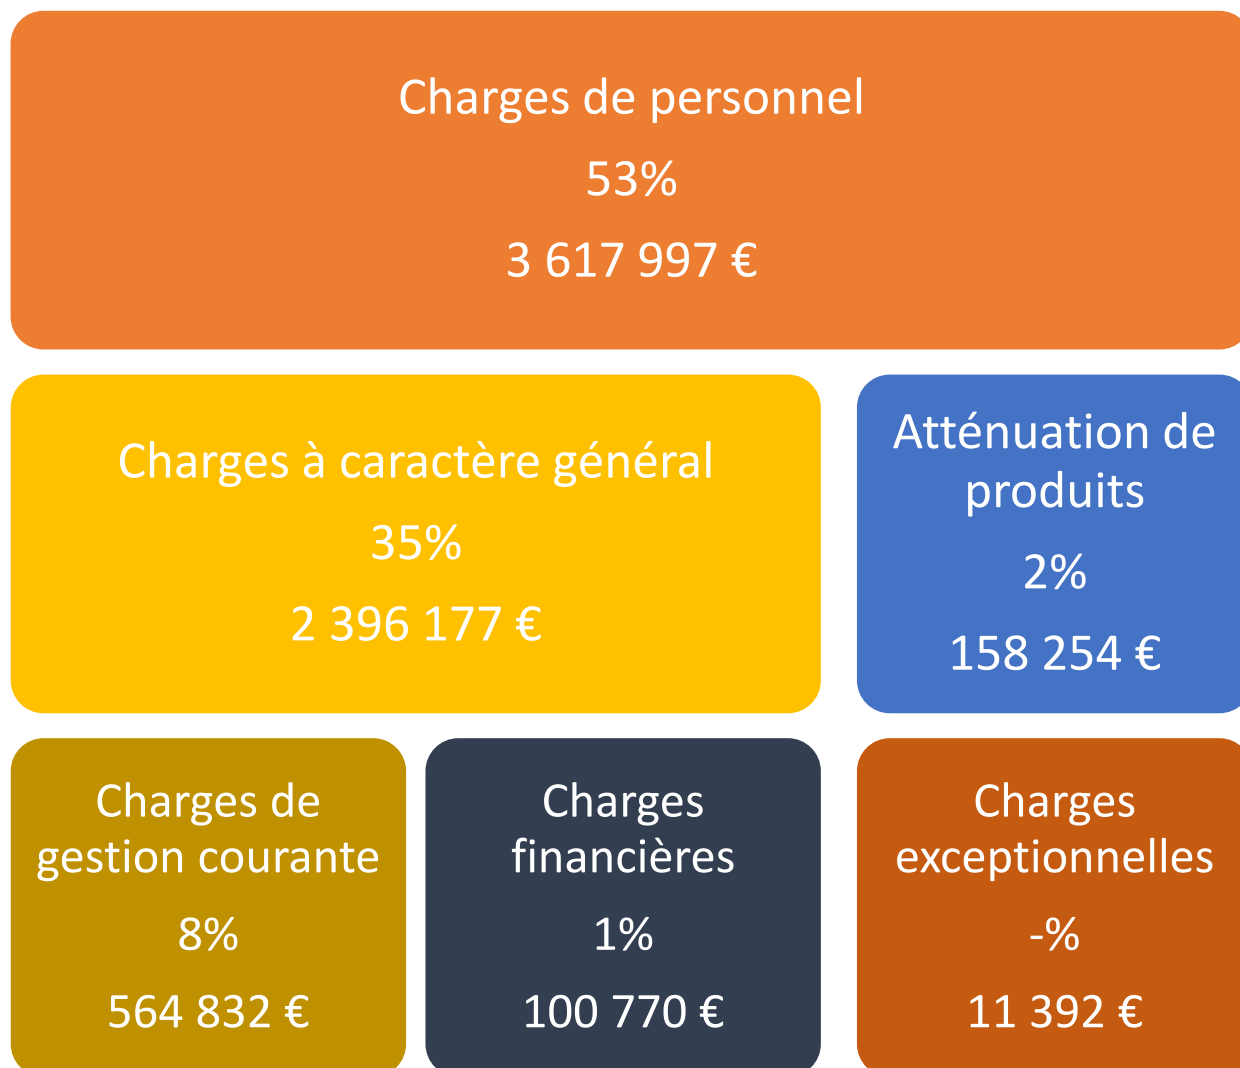 Charges de personnel
53%
3 617 997 €
Charges à caractère général
35%
2 396 177 €
Atténuation de
produits
2%
158 254 €
Charges de
gestion courante
8%
564 832 €
Charges
financières
1%
100 770 €
Charges
exceptionnelles
-%
11 392 €